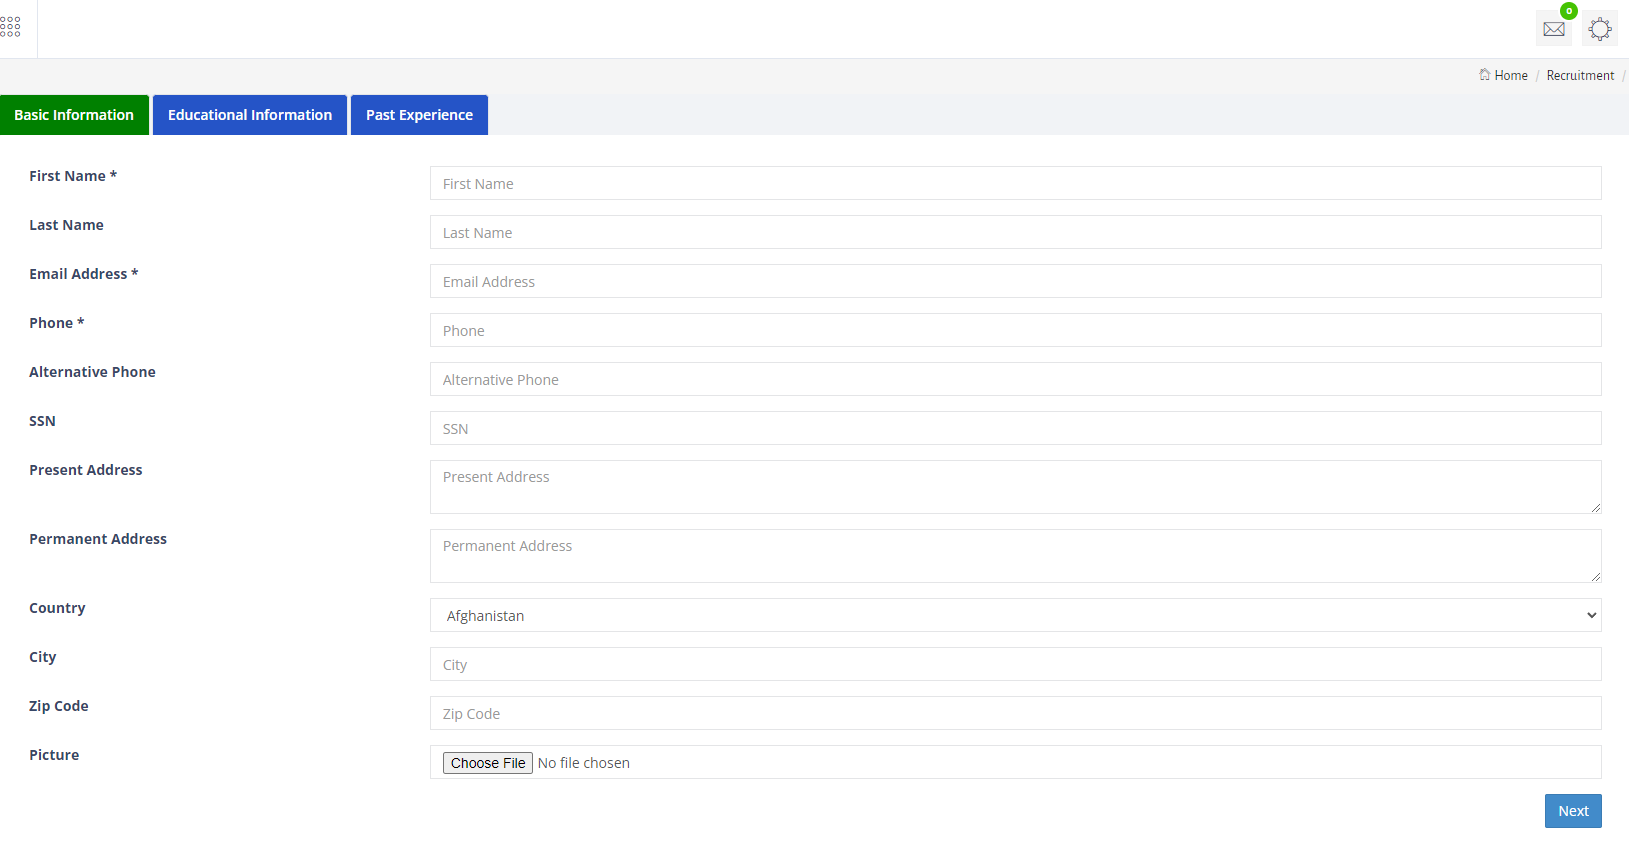 0
Home / Recruitment /
Basic Information Educational Information Past Experience
First Name * First Name
Last Name Last Name
Email Address * Email Address
Phone * Phone
Alternative Phone Alternative Phone
SSN SSN
Present Address Present Address
Permanent Address Permanent Address
Country Afghanistan
City City
Zip Code Zip Code
Picture Choose File No file chosen
Next